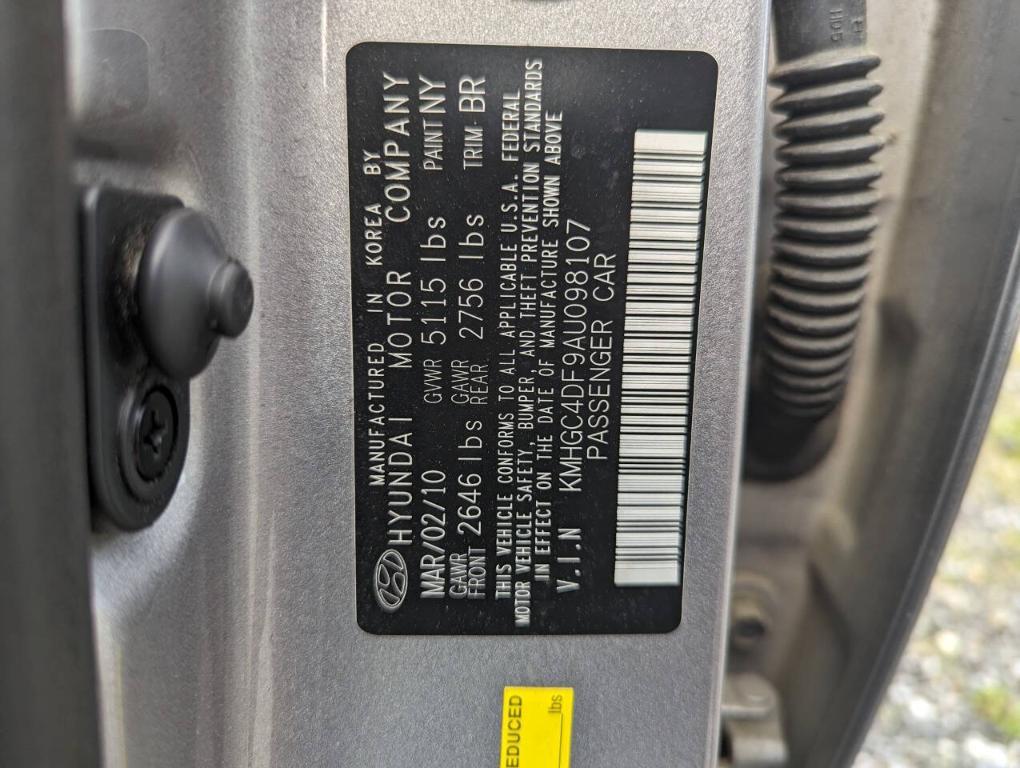 MANUFACTURED IN KOREA BY
HYUNDAI MOTOR COMPANY
MAR/02/10 GVWR 5115 lbs PAINT NY
GAWR FRONT 2646 lbs GAWR REAR 2756 lbs TRIM BR
THIS VEHICLE CONFORMS TO ALL APPLICABLE U.S.A. FEDERAL
MOTOR VEHICLE SAFETY, BUMPER, AND THEFT PREVENTION STANDARDS
IN EFFECT ON THE DATE OF MANUFACTURE SHOWN ABOVE
V.I.N KMHGC4DF9AU098107
PASSENGER CAR
EDUCED
lbs